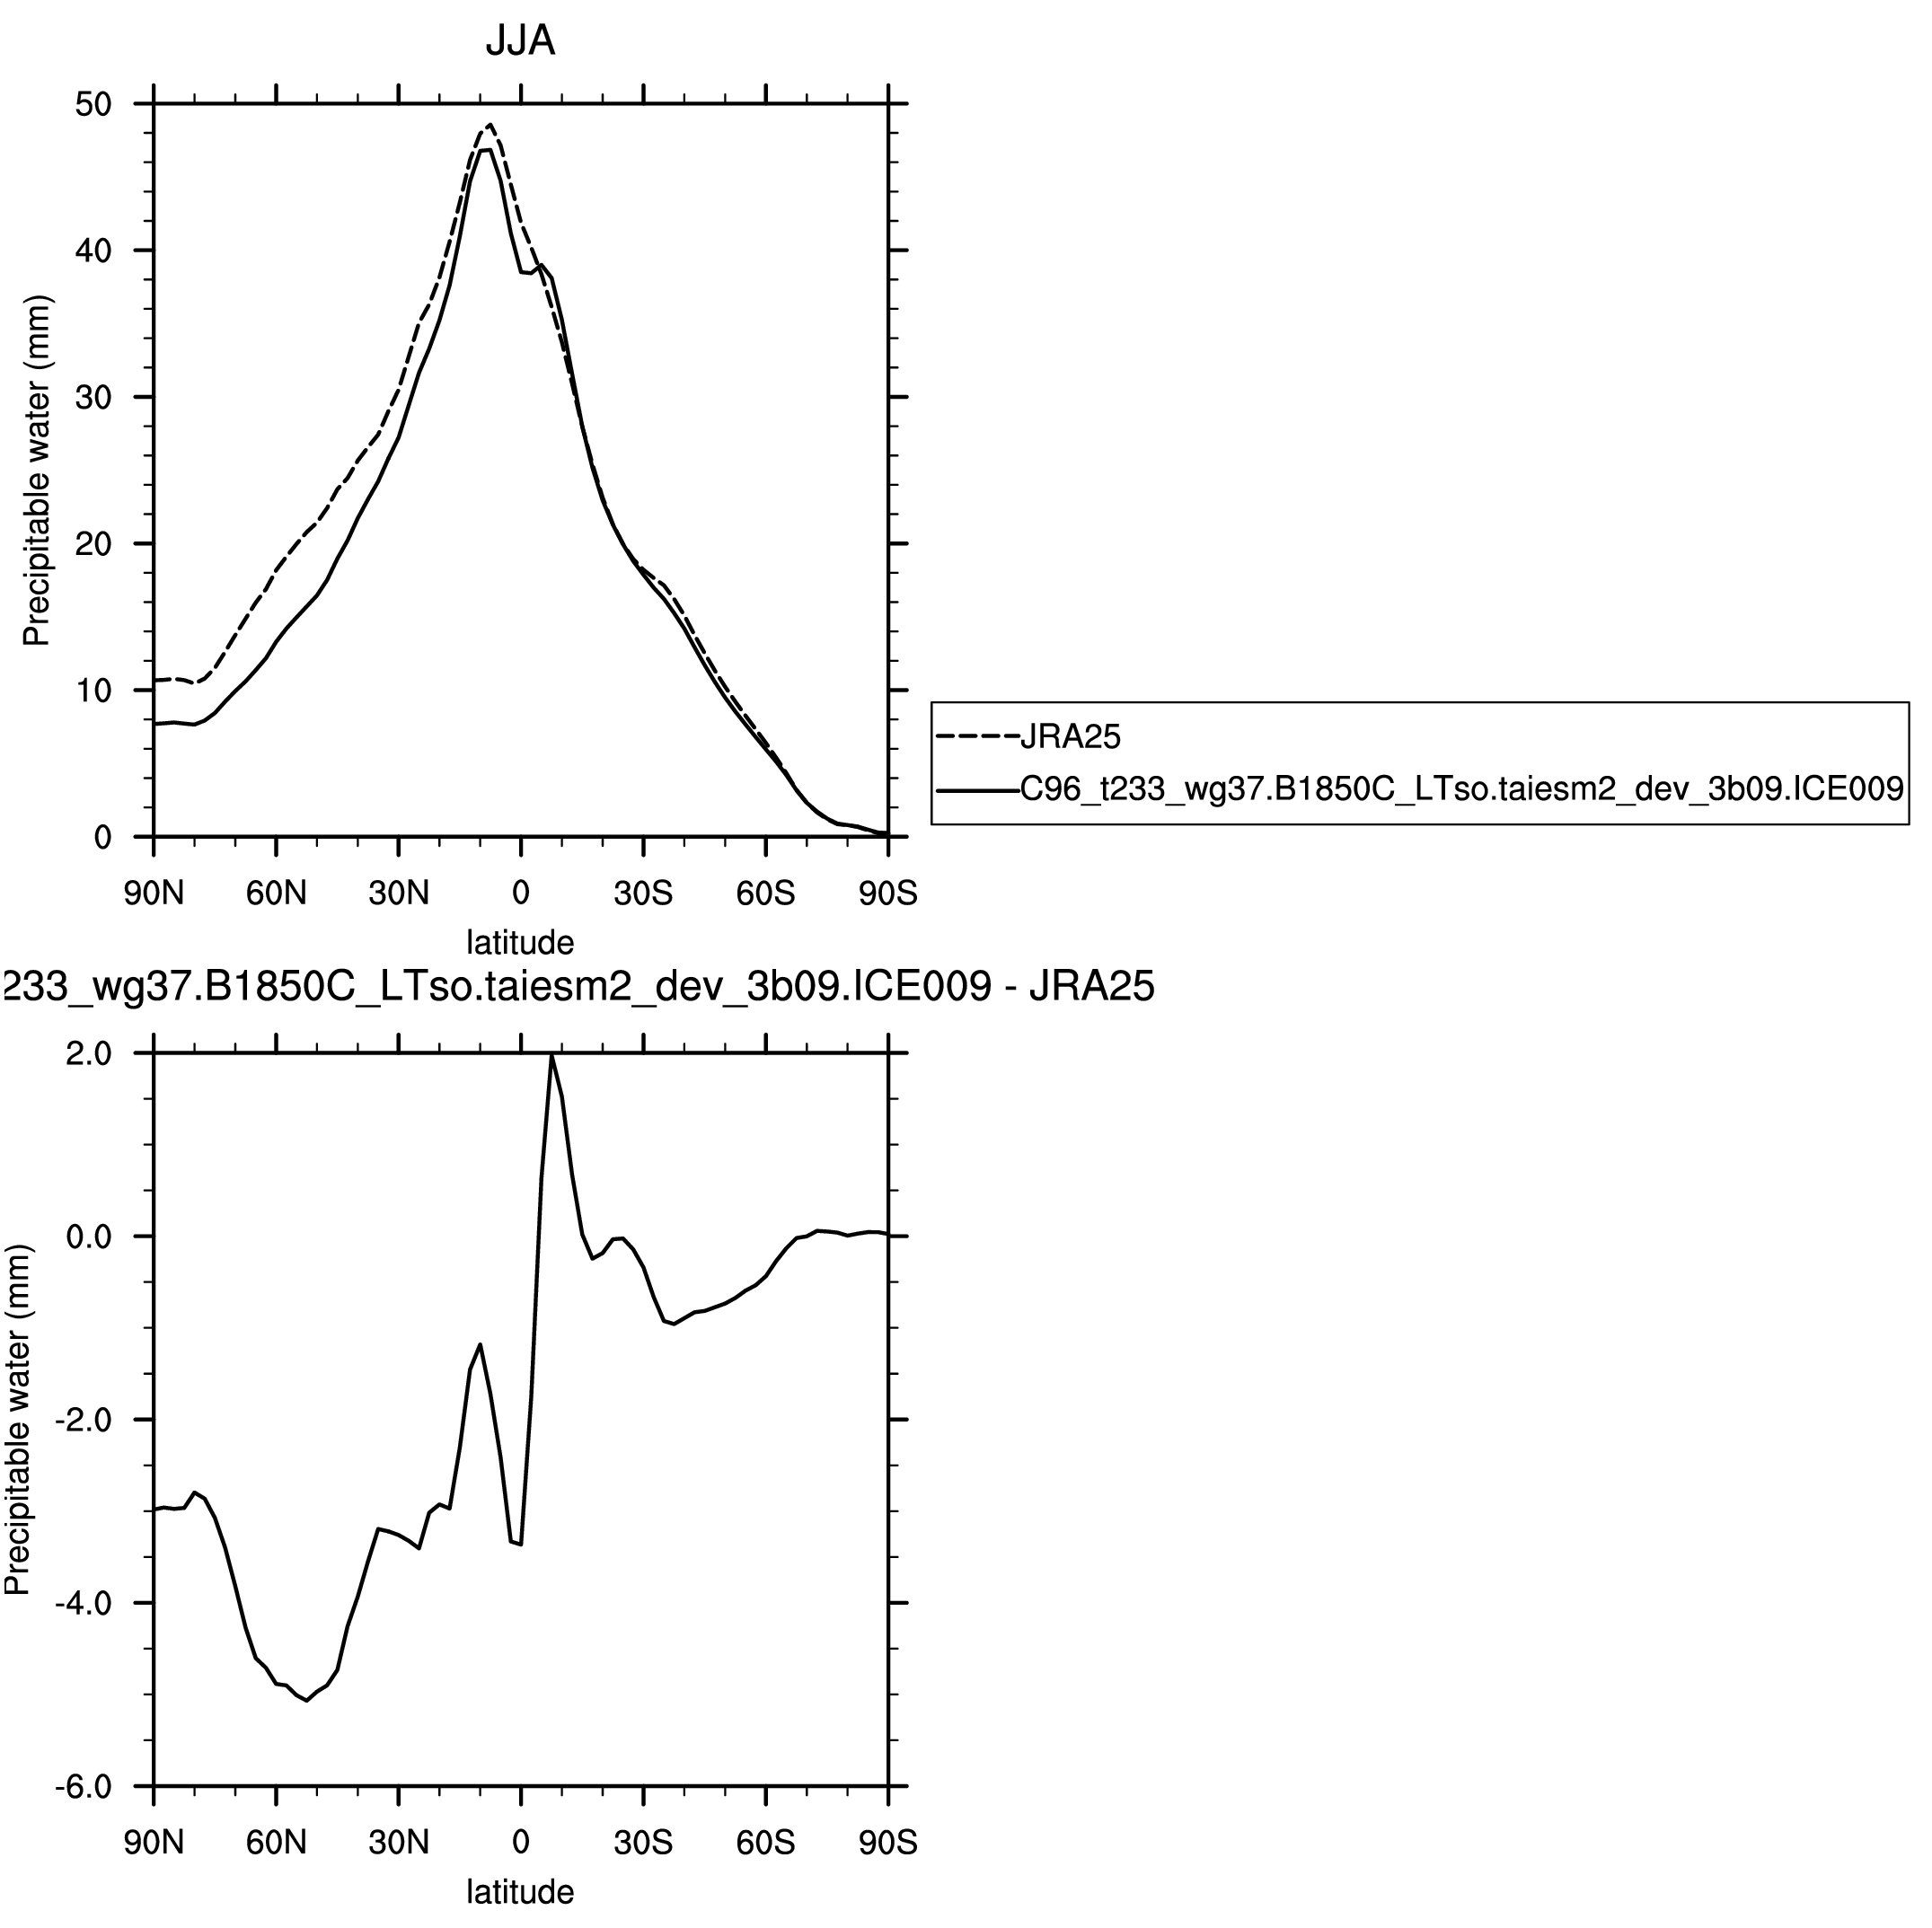 JJA
50
40
30
20
10
0
Precipitable water (mm)
90N 60N 30N 0 30S 60S 90S
latitude
JRA25
C96_t233_wg37.B1850C_LTso.taiesm2_dev_3b09.ICE009
233_wg37.B1850C_LTso.taiesm2_dev_3b09.ICE009 - JRA25
2.0
0.0
-2.0
-4.0
-6.0
Precipitable water (mm)
90N 60N 30N 0 30S 60S 90S
latitude